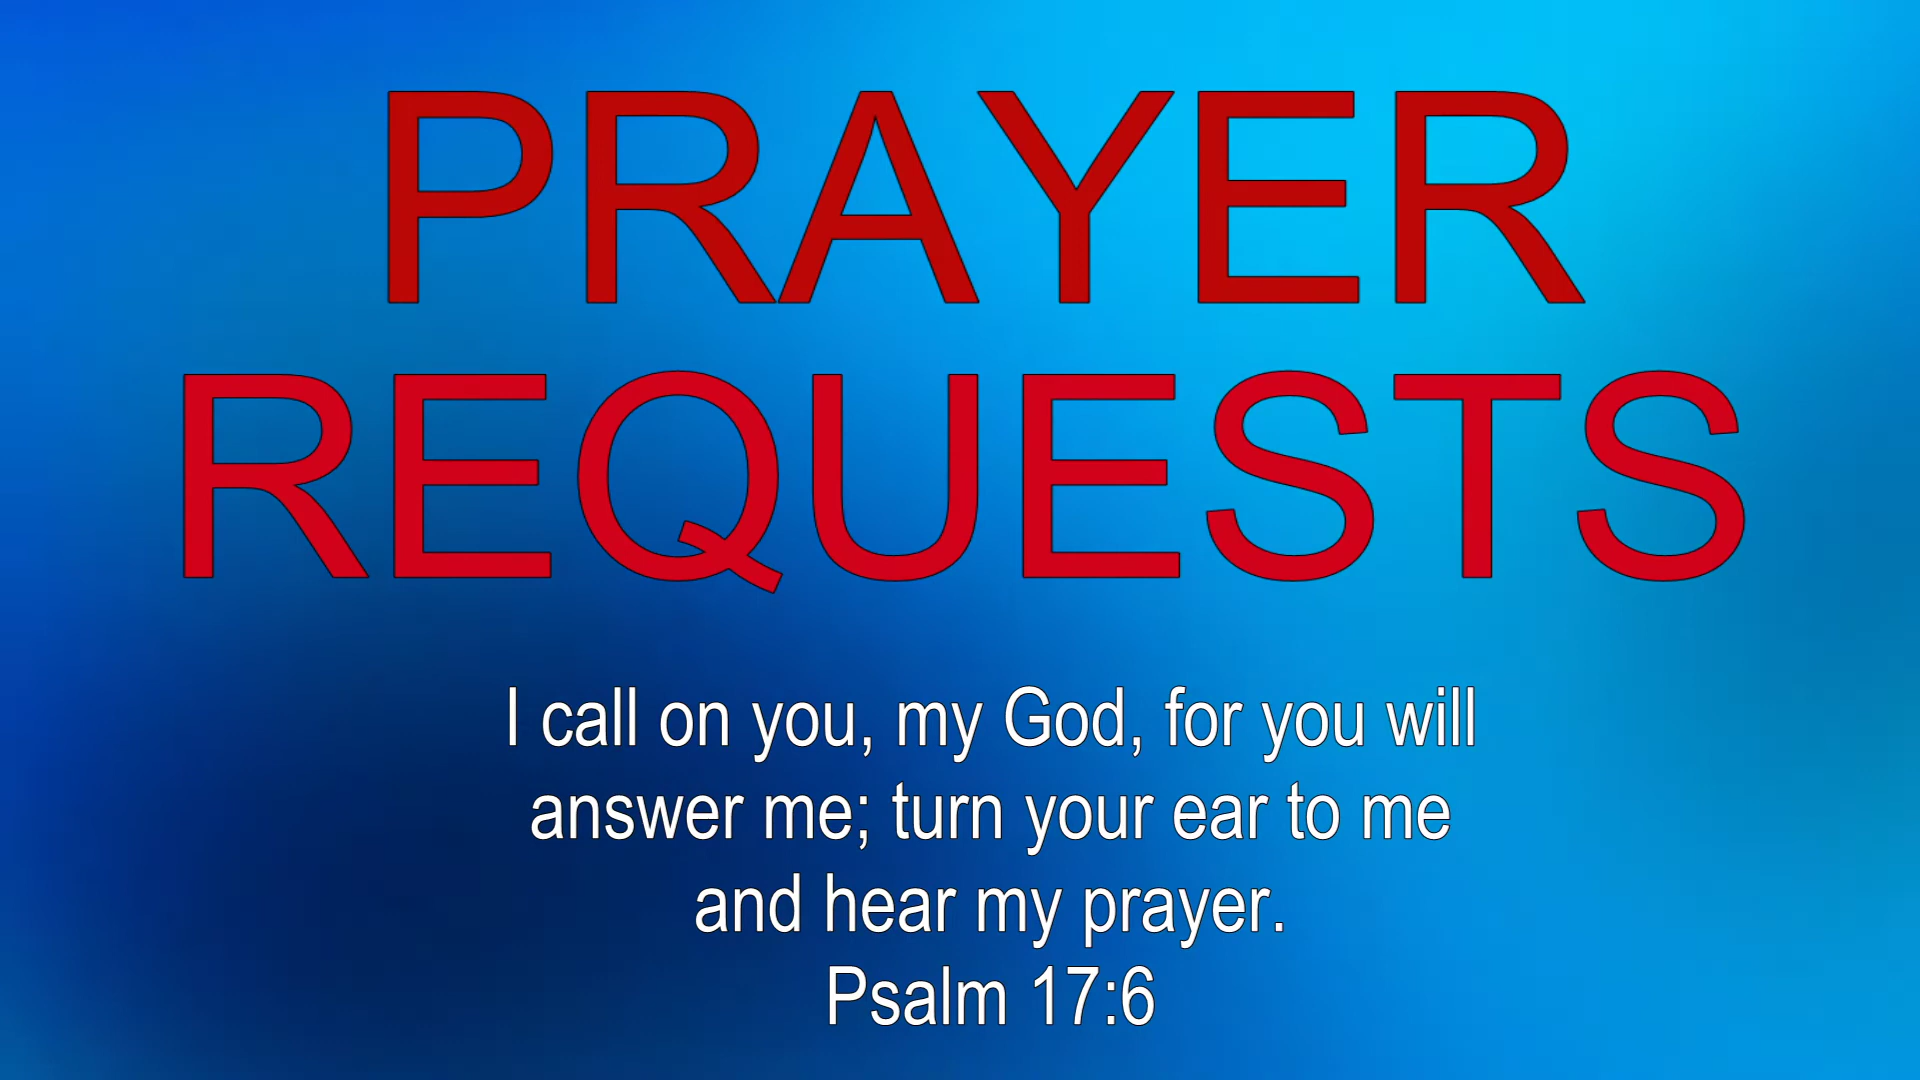 PRAYER
REQUESTS
I call on you, my God, for you will
answer me; turn your ear to me
and hear my prayer.
Psalm 17:6